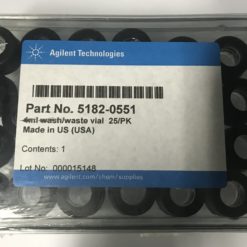 Agilent Technologies
Part No. 5182-0551
4ml wash/waste vial 25/PK
Made in US (USA)
Contents: 1
www.agilent.com/chem/supplies
Lot No: 000015148